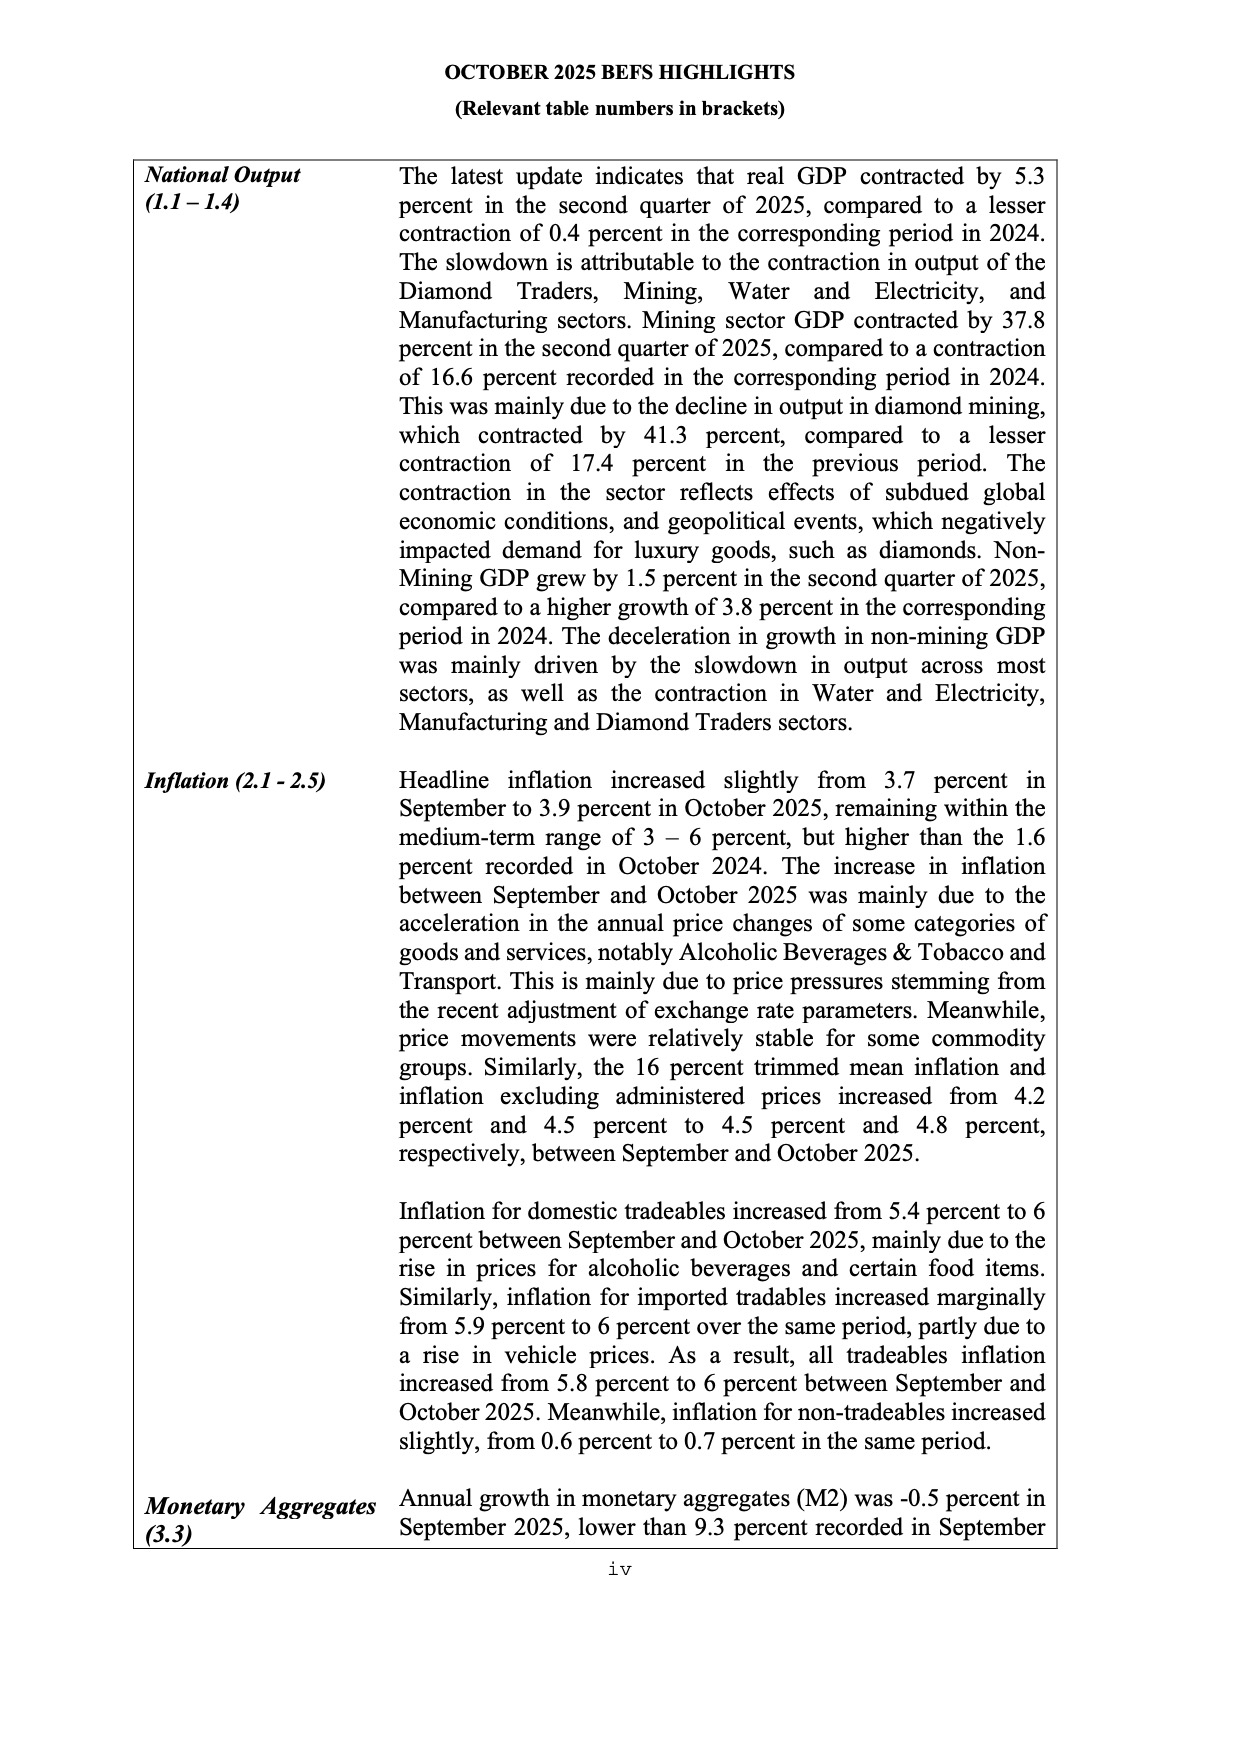 OCTOBER 2025 BEFS HIGHLIGHTS
(Relevant table numbers in brackets)
National Output
(1.1 – 1.4)
The latest update indicates that real GDP contracted by 5.3
percent in the second quarter of 2025, compared to a lesser
contraction of 0.4 percent in the corresponding period in 2024.
The slowdown is attributable to the contraction in output of the
Diamond Traders, Mining, Water and Electricity, and
Manufacturing sectors. Mining sector GDP contracted by 37.8
percent in the second quarter of 2025, compared to a contraction
of 16.6 percent recorded in the corresponding period in 2024.
This was mainly due to the decline in output in diamond mining,
which contracted by 41.3 percent, compared to a lesser
contraction of 17.4 percent in the previous period. The
contraction in the sector reflects effects of subdued global
economic conditions, and geopolitical events, which negatively
impacted demand for luxury goods, such as diamonds. Non-
Mining GDP grew by 1.5 percent in the second quarter of 2025,
compared to a higher growth of 3.8 percent in the corresponding
period in 2024. The deceleration in growth in non-mining GDP
was mainly driven by the slowdown in output across most
sectors, as well as the contraction in Water and Electricity,
Manufacturing and Diamond Traders sectors.
Inflation (2.1 - 2.5)
Headline inflation increased slightly from 3.7 percent in
September to 3.9 percent in October 2025, remaining within the
medium-term range of 3 – 6 percent, but higher than the 1.6
percent recorded in October 2024. The increase in inflation
between September and October 2025 was mainly due to the
acceleration in the annual price changes of some categories of
goods and services, notably Alcoholic Beverages & Tobacco and
Transport. This is mainly due to price pressures stemming from
the recent adjustment of exchange rate parameters. Meanwhile,
price movements were relatively stable for some commodity
groups. Similarly, the 16 percent trimmed mean inflation and
inflation excluding administered prices increased from 4.2
percent and 4.5 percent to 4.5 percent and 4.8 percent,
respectively, between September and October 2025.
Inflation for domestic tradeables increased from 5.4 percent to 6
percent between September and October 2025, mainly due to the
rise in prices for alcoholic beverages and certain food items.
Similarly, inflation for imported tradables increased marginally
from 5.9 percent to 6 percent over the same period, partly due to
a rise in vehicle prices. As a result, all tradeables inflation
increased from 5.8 percent to 6 percent between September and
October 2025. Meanwhile, inflation for non-tradeables increased
slightly, from 0.6 percent to 0.7 percent in the same period.
Monetary Aggregates
(3.3)
Annual growth in monetary aggregates (M2) was -0.5 percent in
September 2025, lower than 9.3 percent recorded in September
iv